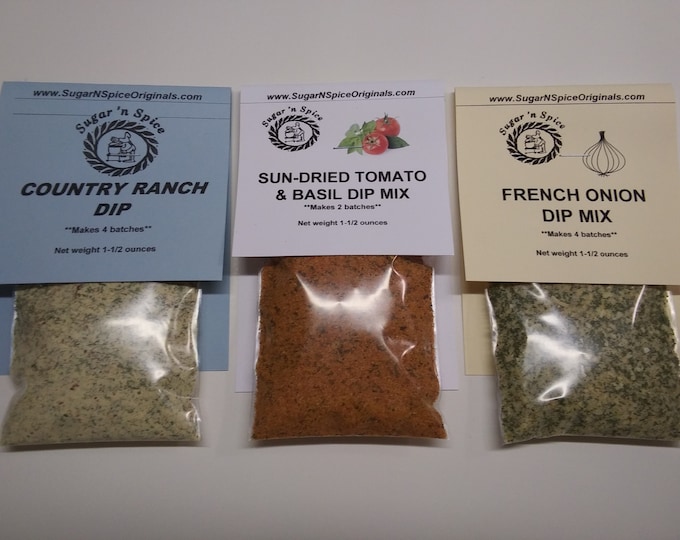 www.SugarNSpiceOriginals.com
Sugar 'n Spice
COUNTRY RANCH
DIP
**Makes 4 batches**
Net weight 1-1/2 ounces
www.SugarNSpiceOriginals.com
Sugar 'n Spice
SUN-DRIED TOMATO
& BASIL DIP MIX
**Makes 2 batches**
Net weight 1-1/2 ounces
www.SugarNSpiceOriginals.com
Sugar 'n Spice
FRENCH ONION
DIP MIX
**Makes 4 batches**
Net weight 1-1/2 ounces